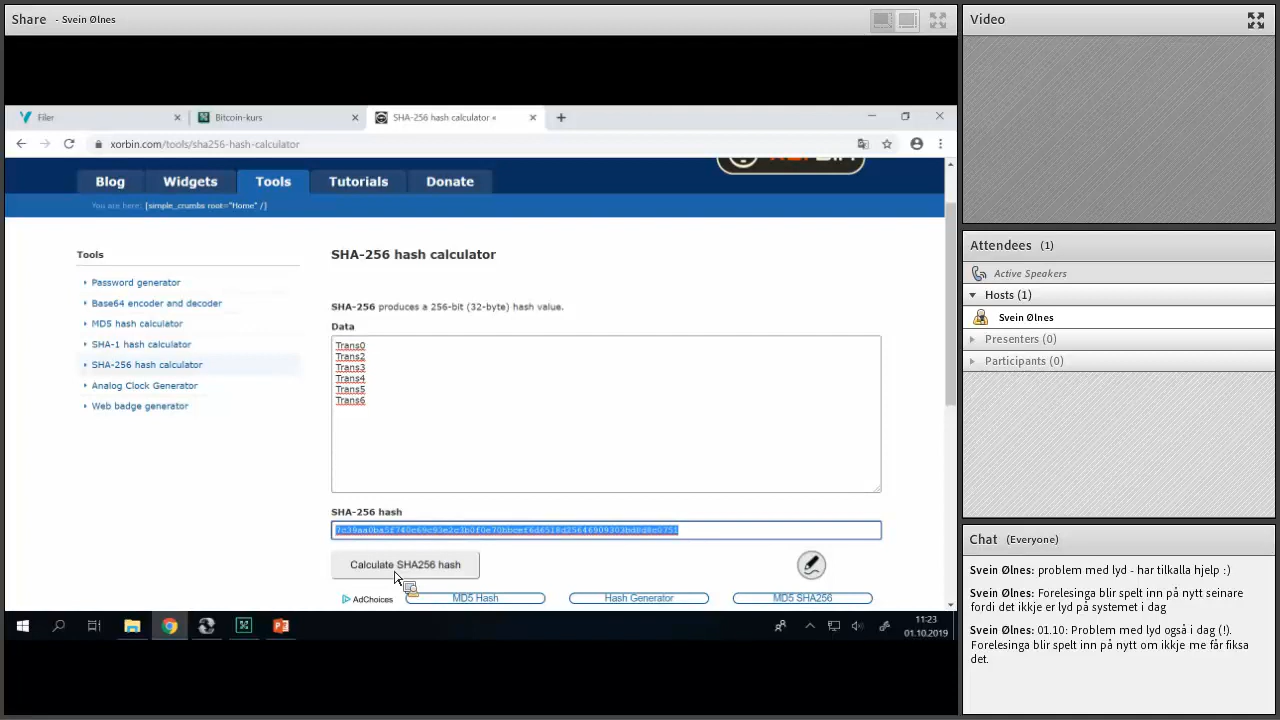 Share - Svein Ølnes
Video
Filer
Bitcoin-kurs
SHA-256 hash calculator «
xorbin.com/tools/sha256-hash-calculator
Blog
Widgets
Tools
Tutorials
Donate
You are here: {simple_crumbs root="Home" /}
Tools
Password generator
Base64 encoder and decoder
MD5 hash calculator
SHA-1 hash calculator
SHA-256 hash calculator
Analog Clock Generator
Web badge generator
SHA-256 hash calculator
SHA-256 produces a 256-bit (32-byte) hash value.
Data
Trans0
Trans2
Trans3
Trans4
Trans5
Trans6
SHA-256 hash
Calculate SHA256 hash
AdChoices
MD5 Hash
Hash Generator
MD5 SHA256
11:23
01.10.2019
Attendees (1)
Active Speakers
Hosts (1)
Svein Ølnes
Presenters (0)
Participants (0)
Chat (Everyone)
Svein Ølnes: problem med lyd - har tilkalla hjelp :)
Svein Ølnes: Forelesinga blir spelt inn på nytt seinare
fordi det ikkje er lyd på systemet i dag
Svein Ølnes: 01.10: Problem med lyd også i dag (!).
Forelesinga blir spelt inn på nytt om ikkje me får fiksa
det.